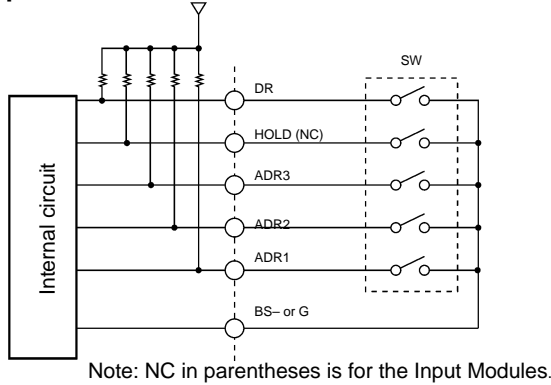 SW
DR
HOLD (NC)
ADR3
ADR2
ADR1
BS– or G
Internal circuit
Note: NC in parentheses is for the Input Modules.